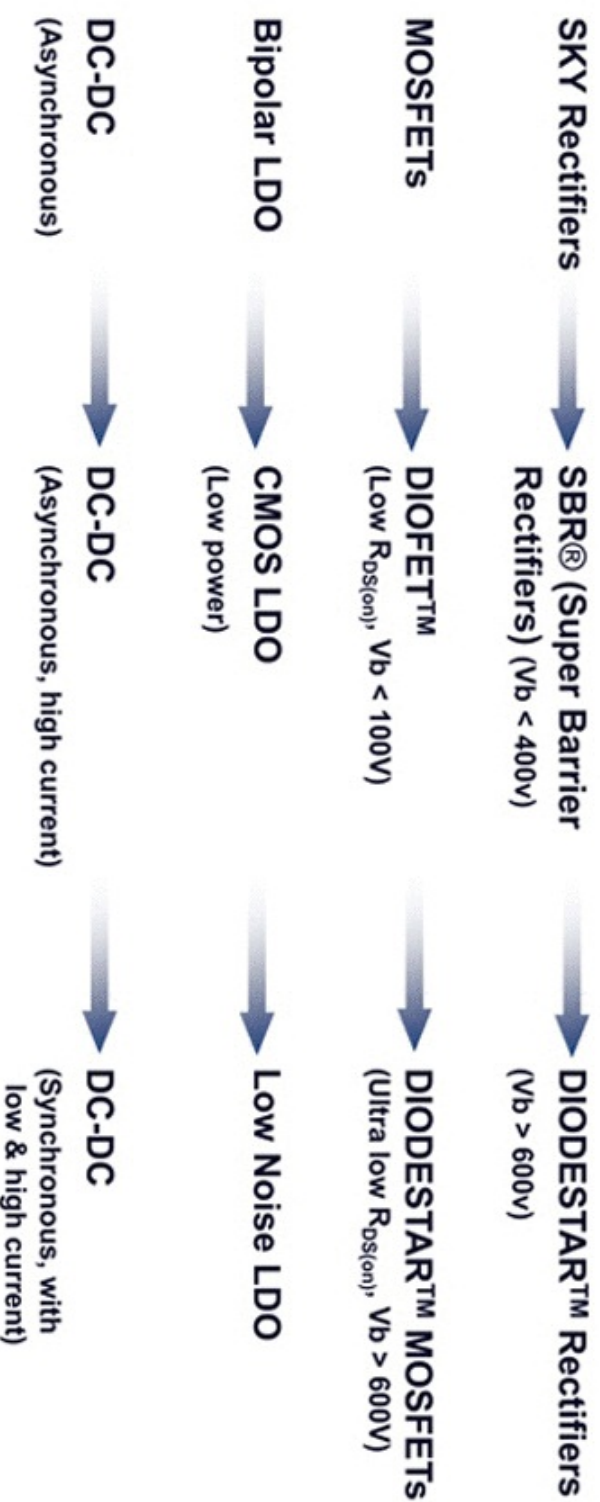 SKY Rectifiers
SBR® (Super Barrier
Rectifiers) (Vb < 400v)
DIODESTAR™ Rectifiers
(Vb > 600v)
MOSFETs
DIOFET™
(Low RDS(on), Vb < 100V)
DIODESTAR™ MOSFETs
(Ultra low RDS(on), Vb > 600V)
Bipolar LDO
CMOS LDO
(Low power)
Low Noise LDO
DC-DC
(Asynchronous)
DC-DC
(Asynchronous, high current)
DC-DC
(Synchronous, with
low & high current)